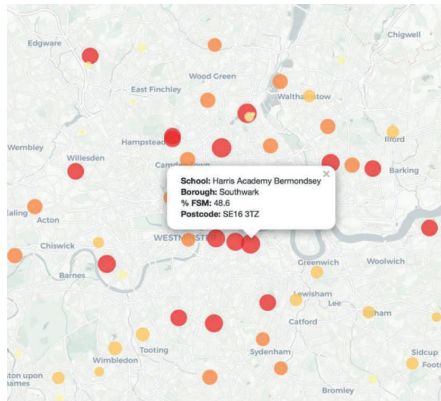 Edgware
Chigwell
Wood Green
East Finchley
Walthamstow
Hampstead
Ilford
Wembley
Willesden
Barking
School: Harris Academy Bermondsey
Borough: Southwark
% FSM: 48.6
Postcode: SE16 3TZ
×
Acton
WESTMINSTER
Chiswick
Greenwich
Woolwich
Barnes
Lewisham
Lee
Catford
Tooting
Sydenham
Wimbledon
Sidcup
Bromley